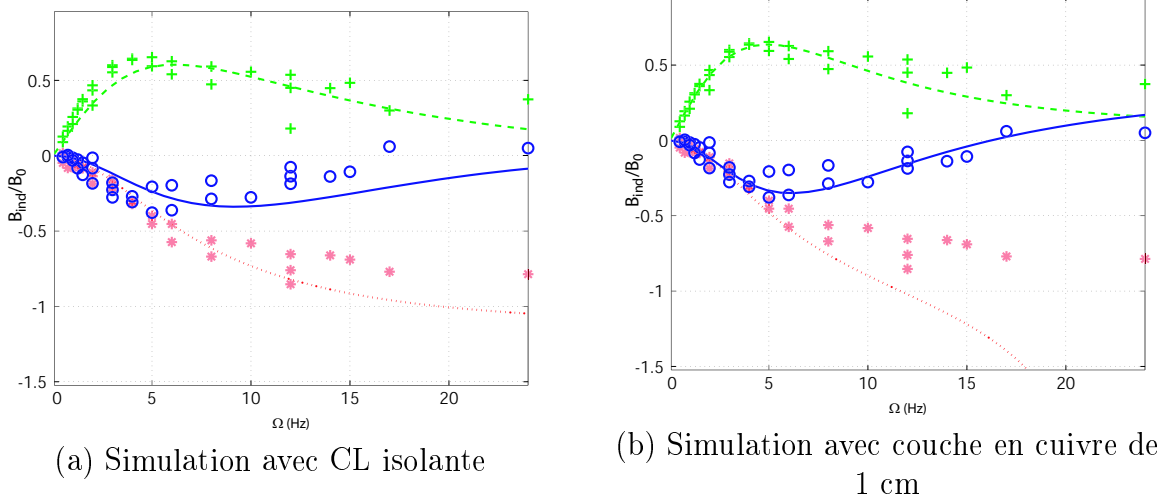 0.5
0
-0.5
-1
-1.5
B_ind/B_0
0 5 10 15 20
Ω (Hz)
(a) Simulation avec CL isolante
0.5
0
-0.5
-1
-1.5
B_ind/B_0
0 5 10 15 20
Ω (Hz)
(b) Simulation avec couche en cuivre de
1 cm